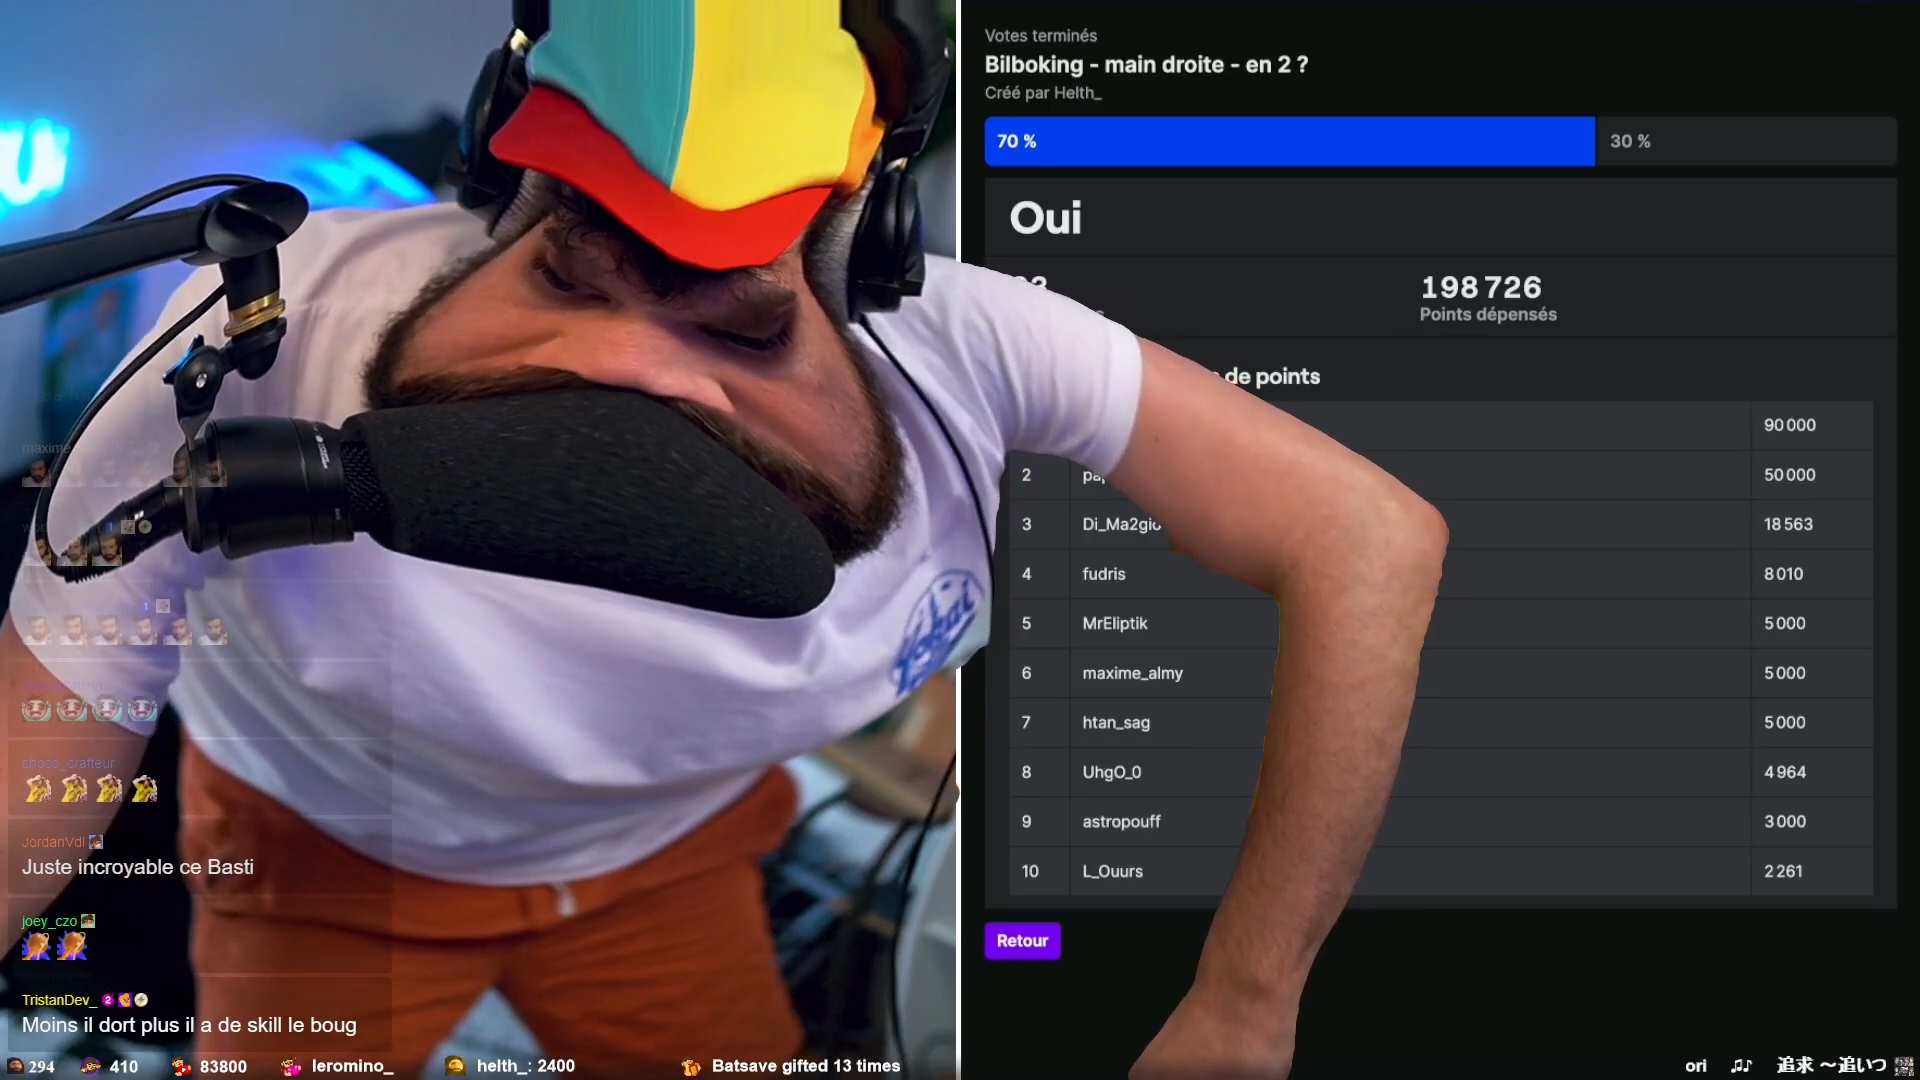 Votes terminés
Bilboking - main droite - en 2 ?
Créé par Helth_
70 %
30 %
Oui
198 726
Points dépensés
de points
90 000
2
50 000
3 Di_Ma2gio 18 563
4 fudris 8 010
5 MrEliptik 5 000
6 maxime_almy 5 000
7 htan_sag 5 000
8 UhgO_0 4 964
9 astropouff 3 000
10 L_Ouurs 2 261
Retour
choco_crafteur
JordanVdl
Juste incroyable ce Basti
joey_czo
TristanDev_ 2
Moins il dort plus il a de skill le boug
294 410 83800 leromino_ helth_: 2400 Batsave gifted 13 times
ori 追求 ～追いつ